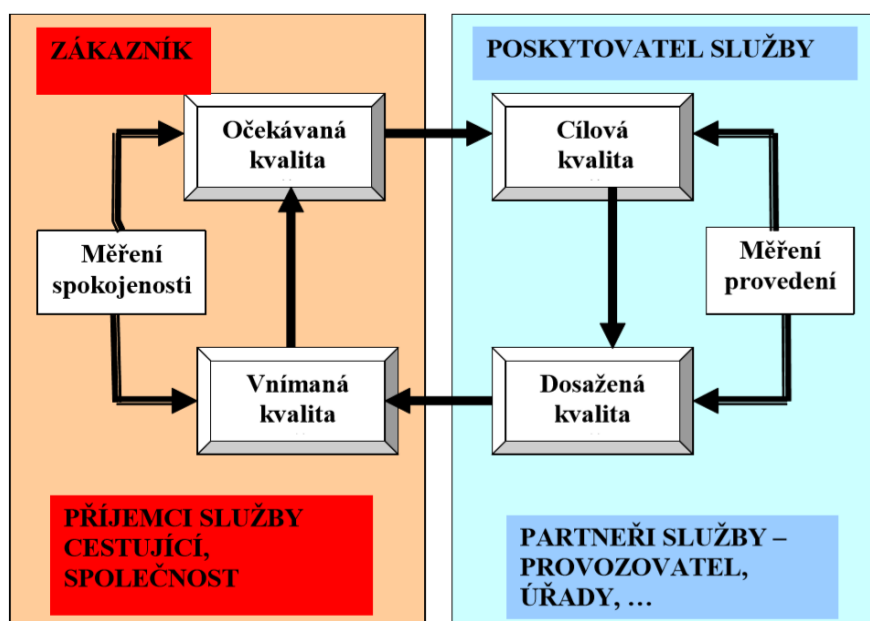 ZÁKAZNÍK
POSKYTOVATEL SLUŽBY
Očekávaná
kvalita
Cílová
kvalita
Měření
spokojenosti
Měření
provedení
Vnímaná
kvalita
Dosažená
kvalita
PŘÍJEMCI SLUŽBY
CESTUJÍCÍ,
SPOLEČNOST
PARTNEŘI SLUŽBY –
PROVOZOVATEL,
ÚŘADY, …